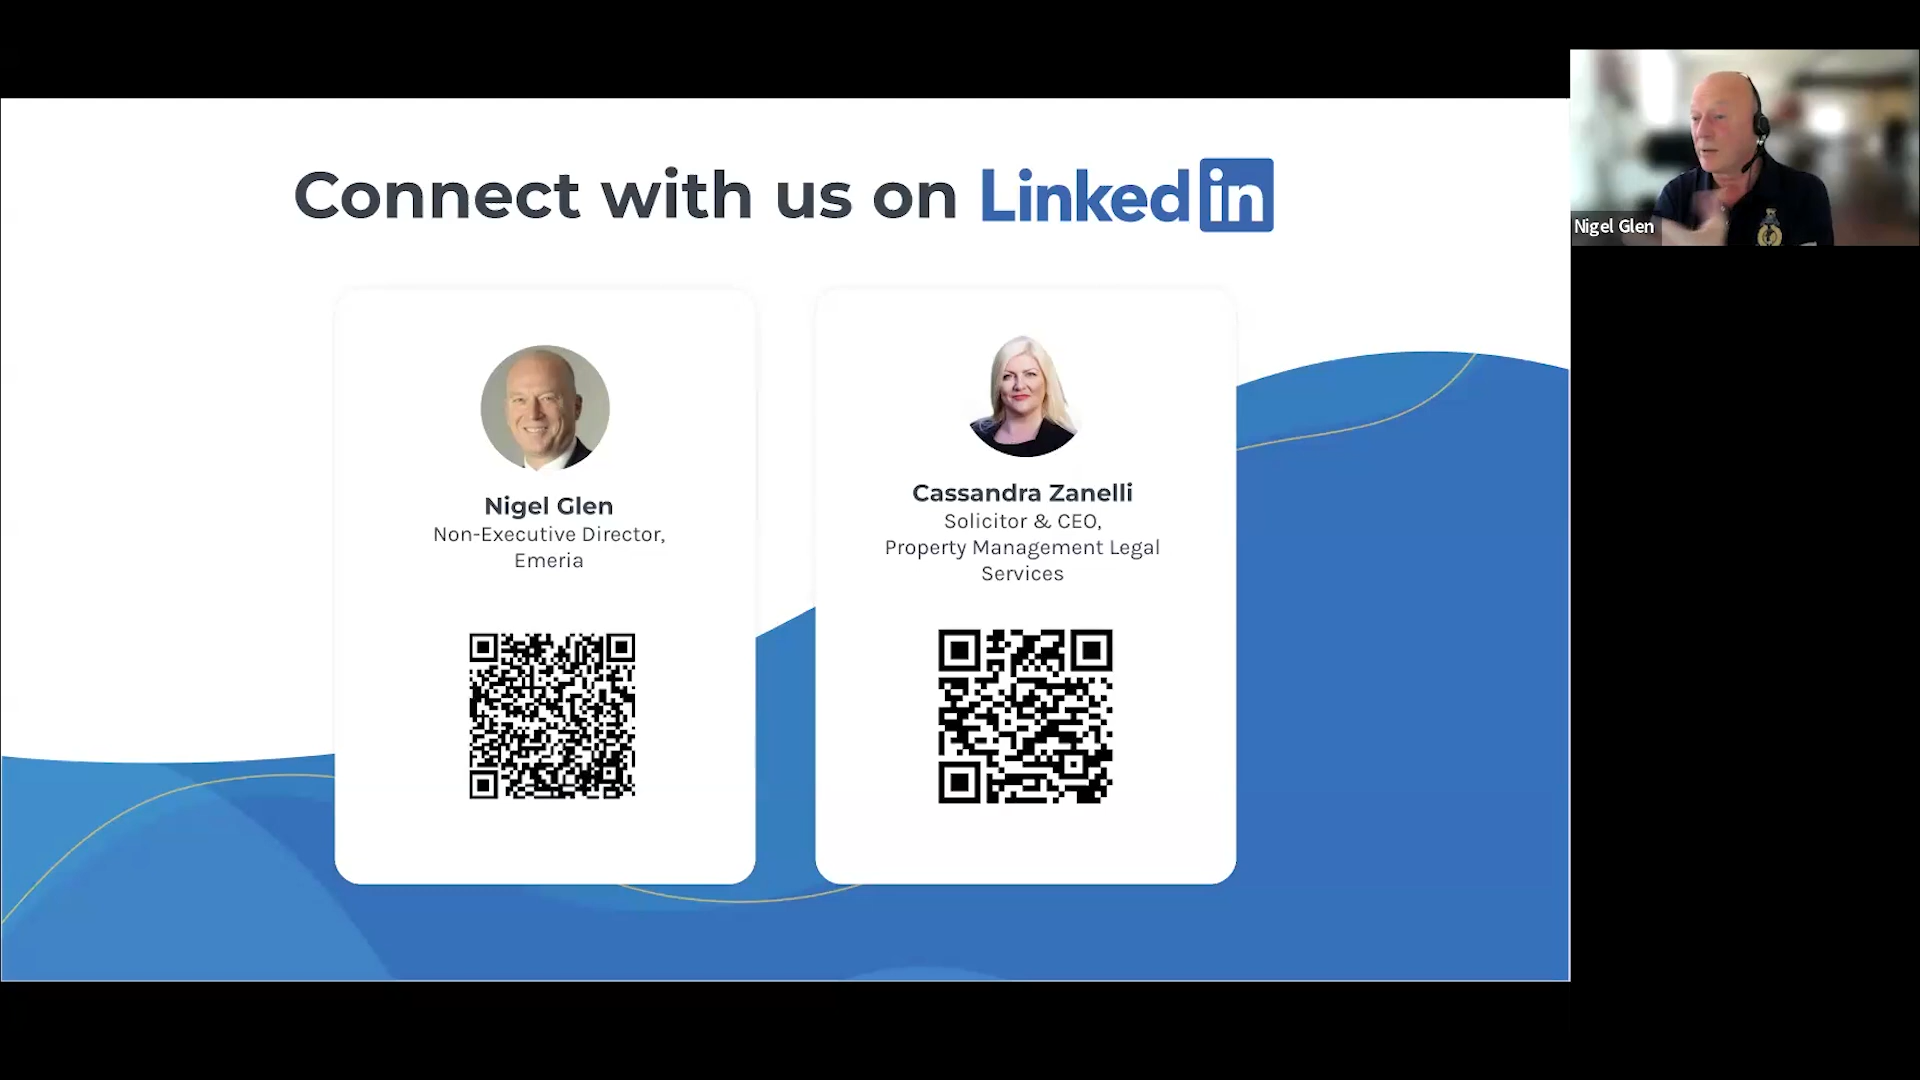 Connect with us on LinkedIn
Nigel Glen
Nigel Glen
Non-Executive Director,
Emeria
Cassandra Zanelli
Solicitor & CEO,
Property Management Legal
Services